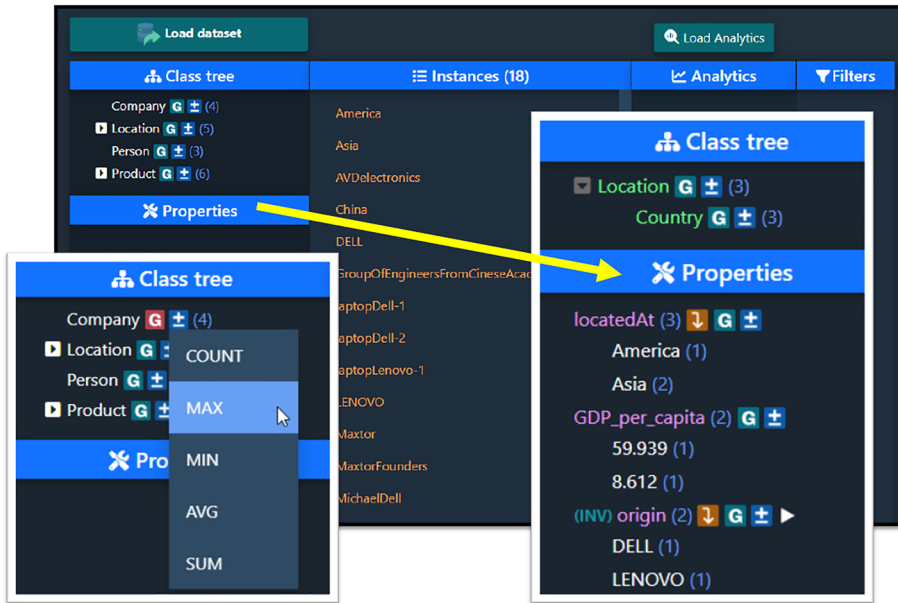 Load dataset
Load Analytics
Class tree
Instances (18)
Analytics
Filters
Company G ± (4)
Location G ± (5)
Person G ± (3)
Product G ± (6)
Properties
America
Asia
AVDelectronics
China
DELL
GroupOfEngineersFromCineseAcad
aptopDell-1
aptopDell-2
aptopLenovo-1
LENOVO
Maxtor
MaxtorFounders
MichaelDell
Class tree
Company G ± (4)
Location G
Person G ±
Product G
Pro
COUNT
MAX
MIN
AVG
SUM
Class tree
Location G ± (3)
Country G ± (3)
Properties
locatedAt (3) G ±
America (1)
Asia (2)
GDP_per_capita (2) G ±
59.939 (1)
8.612 (1)
(INV) origin (2) G ±
DELL (1)
LENOVO (1)